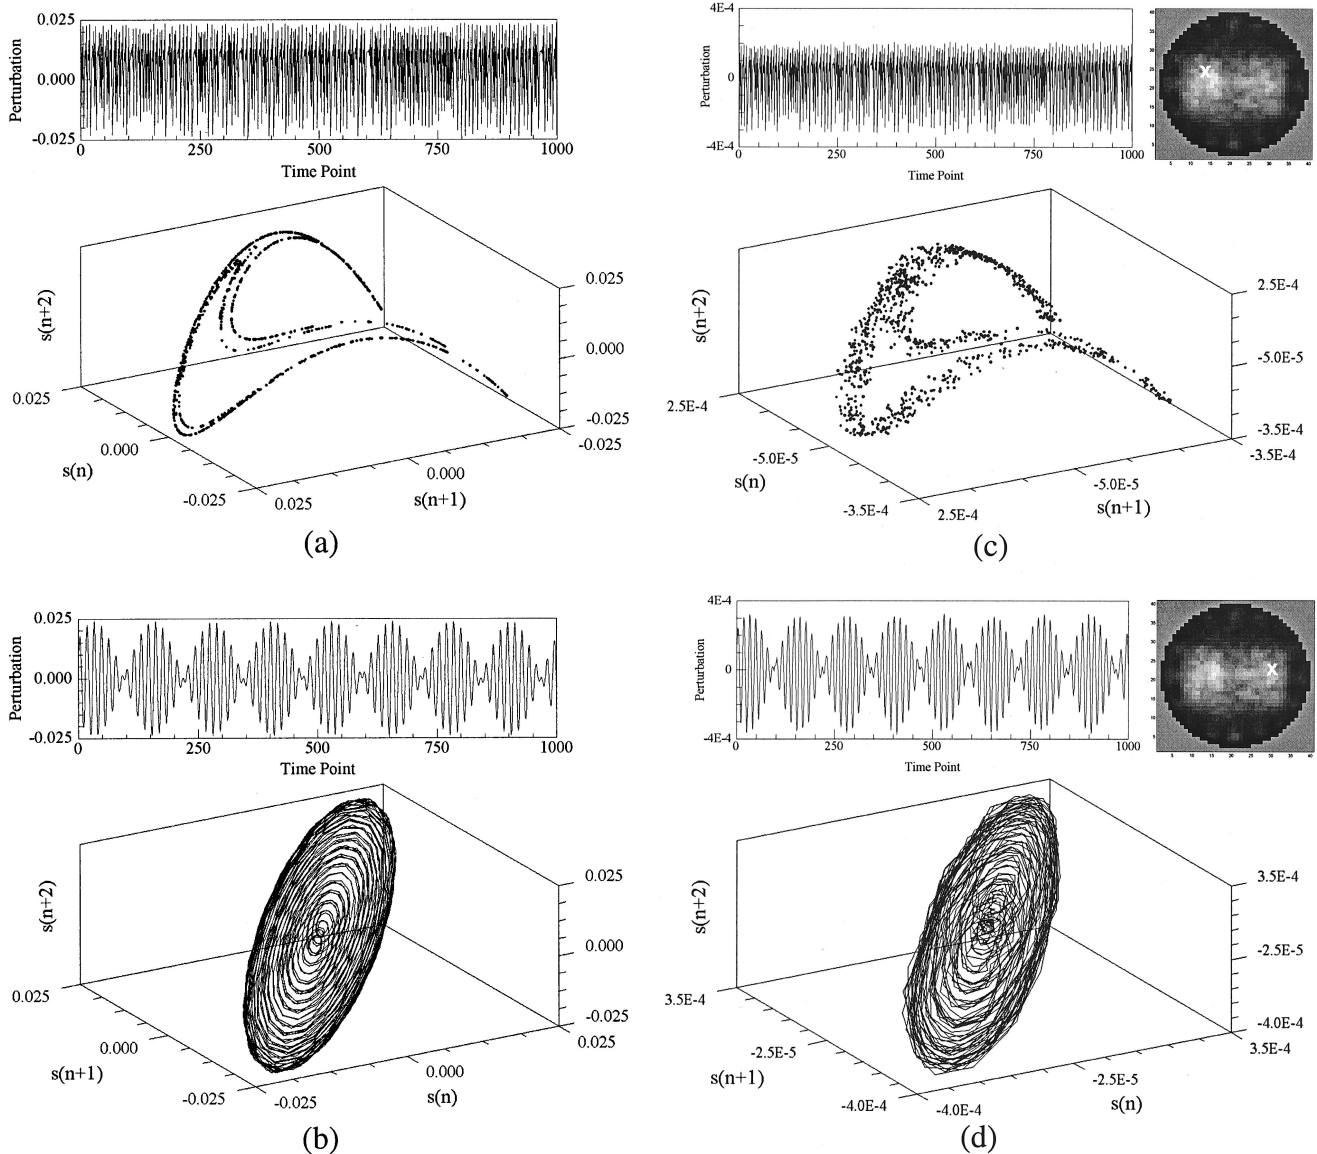 0.025
0.000
-0.025
Perturbation
0 250 500 750 1000
Time Point
s(n+2)
0.025
0.000
-0.025
0.025
0.000
-0.025
s(n)
0.025
0.000
-0.025
s(n+1)
(a)
4E-4
0
-4E-4
Perturbation
0 250 500 750 1000
Time Point
X
s(n+2)
2.5E-4
-5.0E-5
-3.5E-4
2.5E-4
-5.0E-5
-3.5E-4
s(n)
2.5E-4
-5.0E-5
-3.5E-4
s(n+1)
(c)
0.025
0.000
-0.025
Perturbation
0 250 500 750 1000
Time Point
s(n+2)
0.025
0.000
-0.025
0.025
0.000
-0.025
s(n+1)
-0.025
0.000
0.025
s(n)
(b)
4E-4
0
-4E-4
Perturbation
0 250 500 750 1000
Time Point
X
s(n+2)
3.5E-4
-2.5E-5
-4.0E-4
3.5E-4
-2.5E-5
-4.0E-4
s(n+1)
-4.0E-4
-2.5E-5
3.5E-4
s(n)
(d)